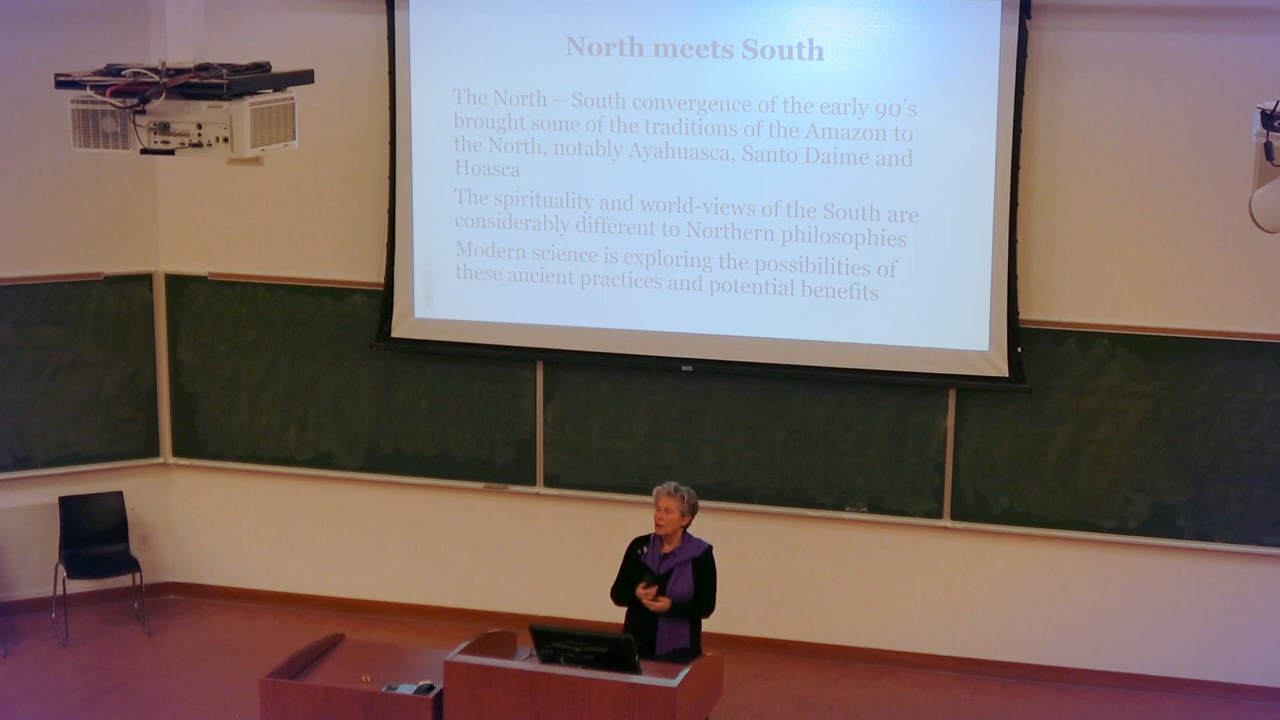 North meets South
The North – South convergence of the early 90's
brought some of the traditions of the Amazon to
the North, notably Ayahuasca, Santo Daime and
Hoasca
The spirituality and world-views of the South are
considerably different to Northern philosophies
Modern science is exploring the possibilities of
these ancient practices and potential benefits